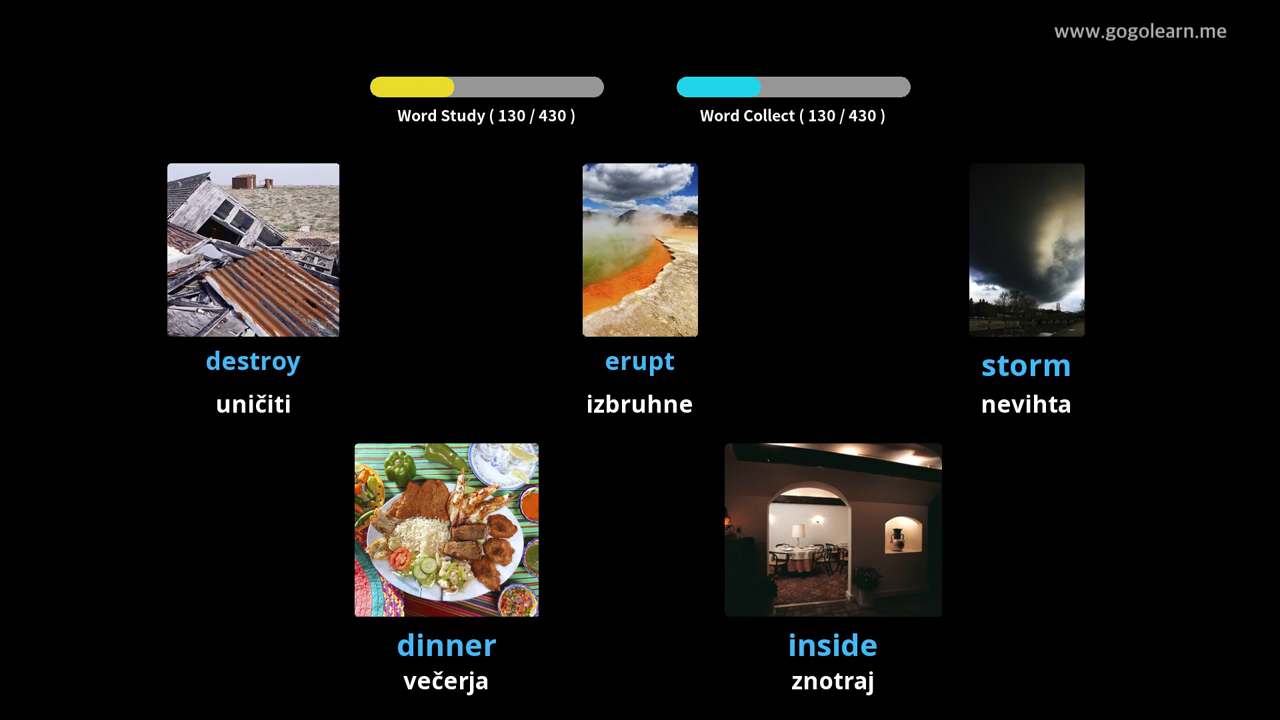 www.gogolearn.me
Word Study ( 130 / 430 )
Word Collect ( 130 / 430 )
destroy
uničiti
erupt
izbruhne
storm
nevihta
dinner
večerja
inside
znotraj